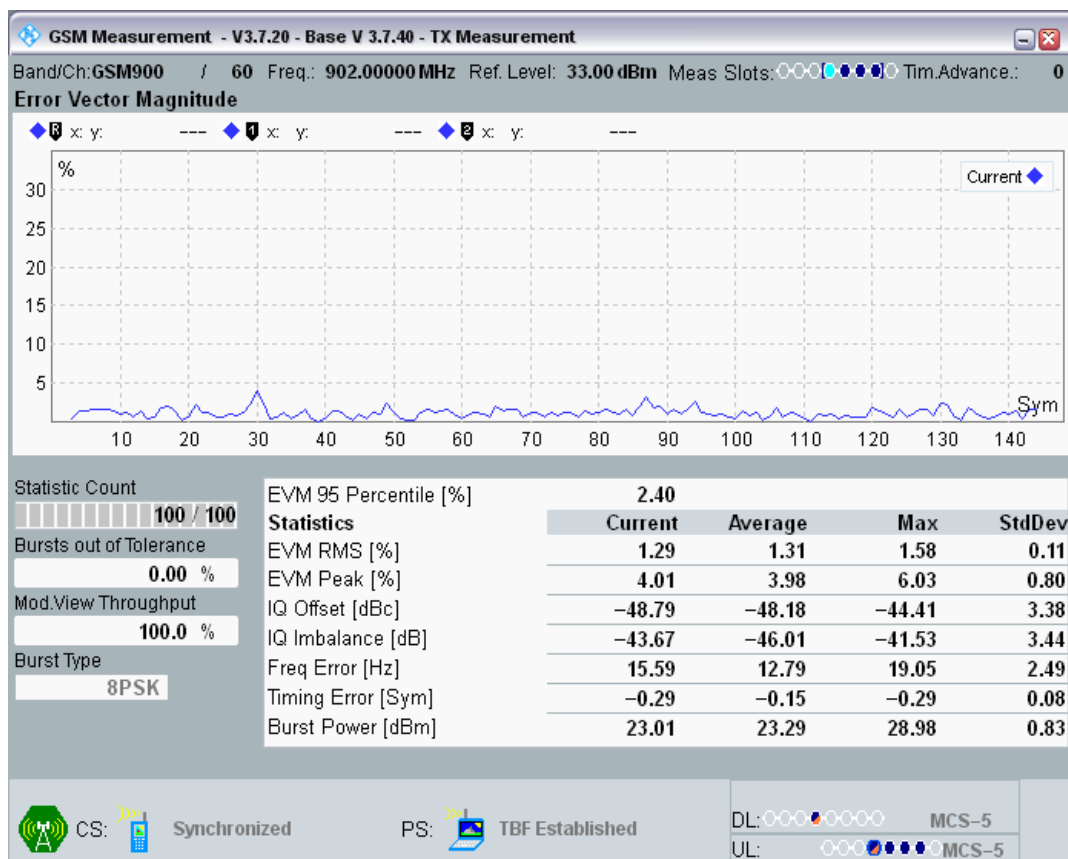 GSM Measurement - V3.7.20 - Base V 3.7.40 - TX Measurement
Band/Ch:GSM900 / 60 Freq.: 902.00000 MHz Ref. Level: 33.00 dBm Meas Slots: Tim.Advance.: 0
Error Vector Magnitude
R x: y: --- 1 x: y: --- 2 x: y: ---
%
Current
30
25
20
15
10
5
Sym
10 20 30 40 50 60 70 80 90 100 110 120 130 140
Statistic Count
100 / 100
Bursts out of Tolerance
0.00 %
Mod.View Throughput
100.0 %
Burst Type
8PSK
EVM 95 Percentile [%] 2.40
Statistics Current Average Max StdDev
EVM RMS [%] 1.29 1.31 1.58 0.11
EVM Peak [%] 4.01 3.98 6.03 0.80
IQ Offset [dBc] −48.79 −48.18 −44.41 3.38
IQ Imbalance [dB] −43.67 −46.01 −41.53 3.44
Freq Error [Hz] 15.59 12.79 19.05 2.49
Timing Error [Sym] −0.29 −0.15 −0.29 0.08
Burst Power [dBm] 23.01 23.29 28.98 0.83
CS: Synchronized PS: TBF Established
DL: MCS−5
UL: MCS−5